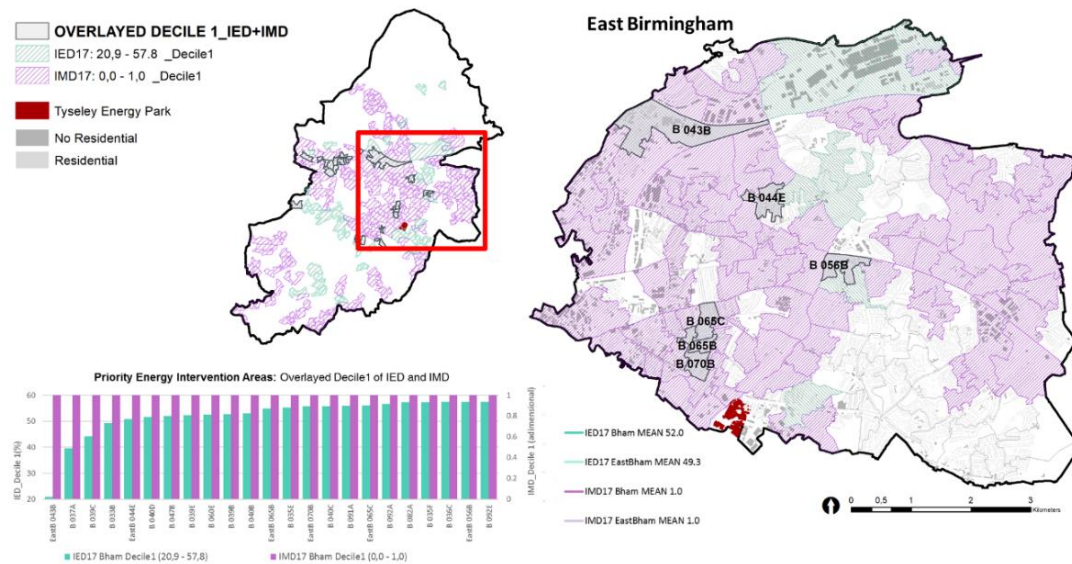 OVERLAYED DECILE 1_IED+IMD
IED17: 20,9 - 57.8 _Decile1
IMD17: 0,0 - 1,0 _Decile1
Tyseley Energy Park
No Residential
Residential
East Birmingham
B 043B
B 044E
B 056B
B 065C
B 065B
B 070B
IED17 Bham MEAN 52.0
IED17 EastBham MEAN 49.3
IMD17 Bham MEAN 1.0
IMD17 EastBham MEAN 1.0
0 0,5 1 2 3
Kilometers
Priority Energy Intervention Areas: Overlayed Decile1 of IED and IMD
IED_Decile 1(%)
60
50
40
30
20
1
0.8
0.6
0.4
0.2
0
IMD_Decile 1 (adimensional)
EastB 043B
B 037A
B 039C
B 033B
EastB 044E
B 040D
B 047B
B 039E
B 060E
B 039B
B 040B
EastB 065B
B 035E
EastB 070B
B 040C
B 091A
EastB 065C
B 092A
B 082A
B 035F
B 036C
EastB 056B
B 092E
IED17 Bham Decile1 (20,9 - 57,8)
IMD17 Bham Decile1 (0,0 - 1,0)